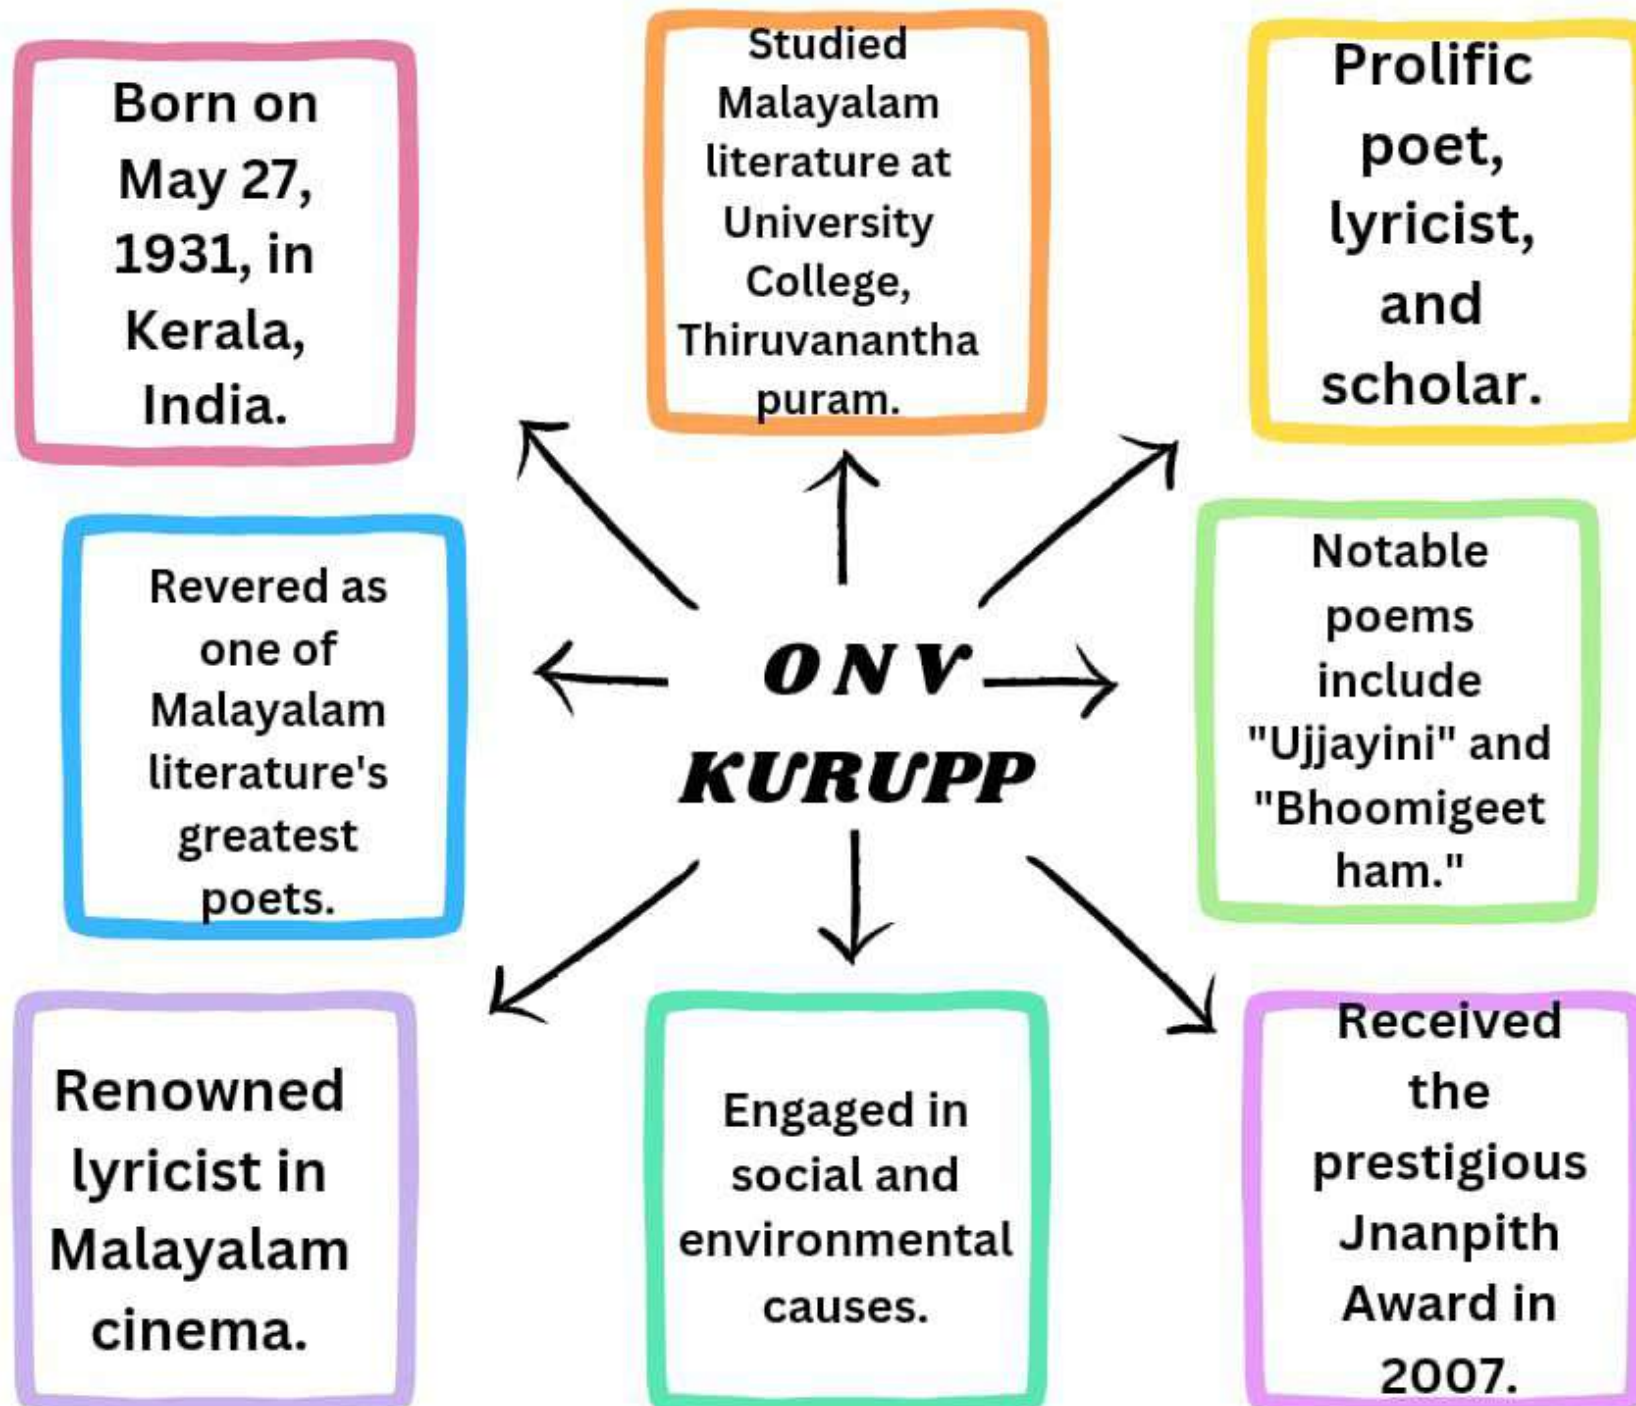 Born on
May 27,
1931, in
Kerala,
India.
Studied
Malayalam
literature at
University
College,
Thiruvanantha
puram.
Prolific
poet,
lyricist,
and
scholar.
Revered as
one of
Malayalam
literature's
greatest
poets.
O N V
KURUPP
Notable
poems
include
"Ujjayini" and
"Bhoomigeet
ham."
Renowned
lyricist in
Malayalam
cinema.
Engaged in
social and
environmental
causes.
Received
the
prestigious
Jnanpith
Award in
2007.